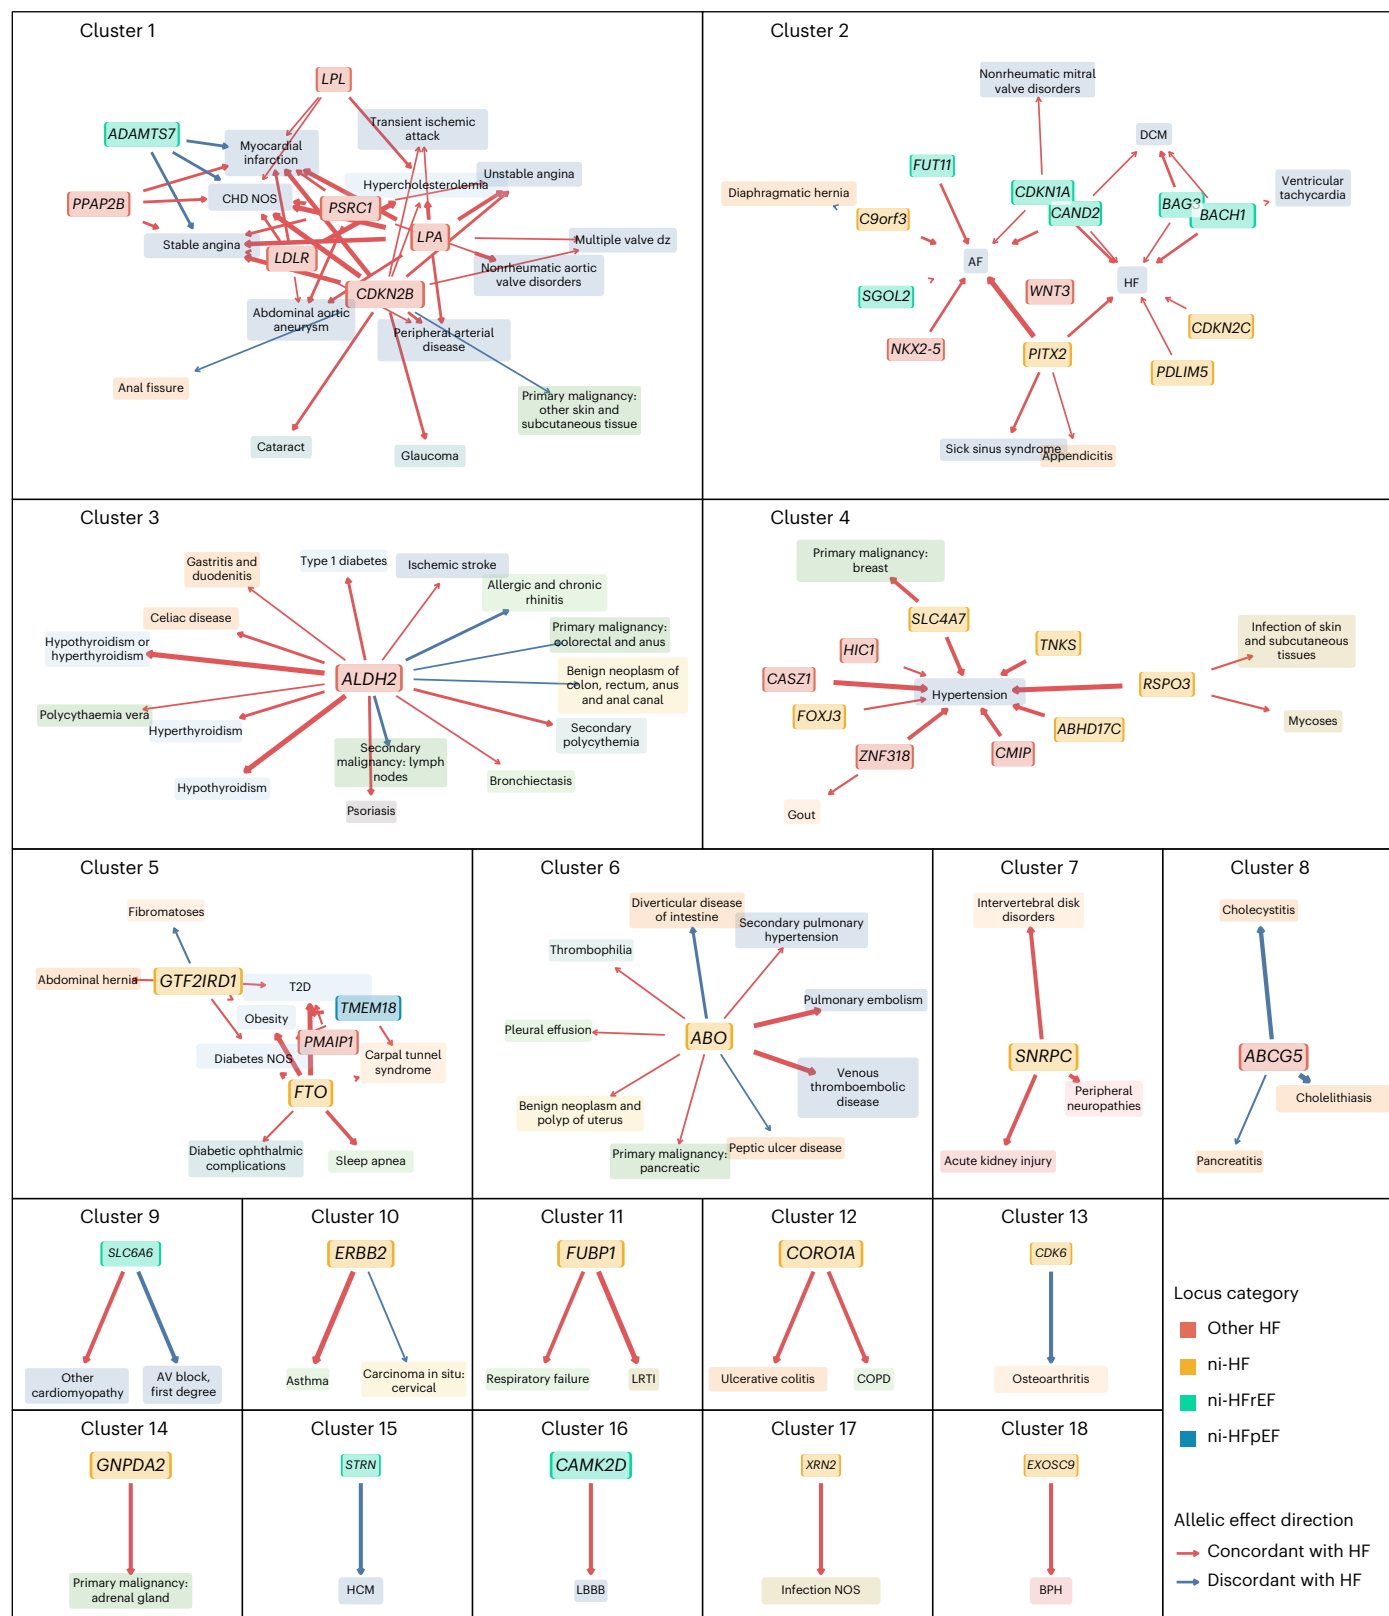 Cluster 1
LPL
ADAMTS7
Transient ischemic
attack
Myocardial
infarction
Hypercholesterolemia
Unstable angina
CHD NOS
PPAP2B
PSRC1
LPA
Stable angina
Multiple valve dz
LDLR
Nonrheumatic aortic
valve disorders
CDKN2B
Abdominal aortic
aneurysm
Peripheral arterial
disease
Anal fissure
Primary malignancy:
other skin and
subcutaneous tissue
Cataract
Glaucoma
Cluster 2
Nonrheumatic mitral
valve disorders
DCM
FUT11
Diaphragmatic hernia
CDKN1A
Ventricular
tachycardia
C9orf3
CAND2
BAG3
BACH1
AF
HF
SGOL2
WNT3
CDKN2C
NKX2-5
PITX2
PDLIM5
Sick sinus syndrome
Appendicitis
Cluster 3
Gastritis and
duodenitis
Type 1 diabetes
Ischemic stroke
Allergic and chronic
rhinitis
Celiac disease
Hypothyroidism or
hyperthyroidism
Primary malignancy:
colorectal and anus
ALDH2
Benign neoplasm of
colon, rectum, anus
and anal canal
Polycythaemia vera
Hyperthyroidism
Secondary
polycythemia
Secondary
malignancy: lymph
nodes
Hypothyroidism
Bronchiectasis
Psoriasis
Cluster 4
Primary malignancy:
breast
SLC4A7
TNKS
Infection of skin
and subcutaneous
tissues
HIC1
CASZ1
Hypertension
RSPO3
FOXJ3
Mycoses
ABHD17C
ZNF318
CMIP
Gout
Cluster 5
Fibromatoses
Abdominal hernia
GTF2IRD1
T2D
TMEM18
Obesity
PMAIP1
Diabetes NOS
Carpal tunnel
syndrome
FTO
Diabetic ophthalmic
complications
Sleep apnea
Cluster 6
Diverticular disease
of intestine
Secondary pulmonary
hypertension
Thrombophilia
Pulmonary embolism
Pleural effusion
ABO
Venous
thromboembolic
disease
Benign neoplasm and
polyp of uterus
Primary malignancy:
pancreatic
Peptic ulcer disease
Cluster 7
Intervertebral disk
disorders
SNRPC
Peripheral
neuropathies
Acute kidney injury
Cluster 8
Cholecystitis
ABCG5
Cholelithiasis
Pancreatitis
Cluster 9
SLC6A6
Other
cardiomyopathy
AV block,
first degree
Cluster 10
ERBB2
Asthma
Carcinoma in situ:
cervical
Cluster 11
FUBP1
Respiratory failure
LRTI
Cluster 12
CORO1A
Ulcerative colitis
COPD
Cluster 13
CDK6
Osteoarthritis
Cluster 14
GNPDA2
Primary malignancy:
adrenal gland
Cluster 15
STRN
HCM
Cluster 16
CAMK2D
LBBB
Cluster 17
XRN2
Infection NOS
Cluster 18
EXOSC9
BPH
Locus category
Other HF
ni-HF
ni-HFrEF
ni-HFpEF
Allelic effect direction
Concordant with HF
Discordant with HF